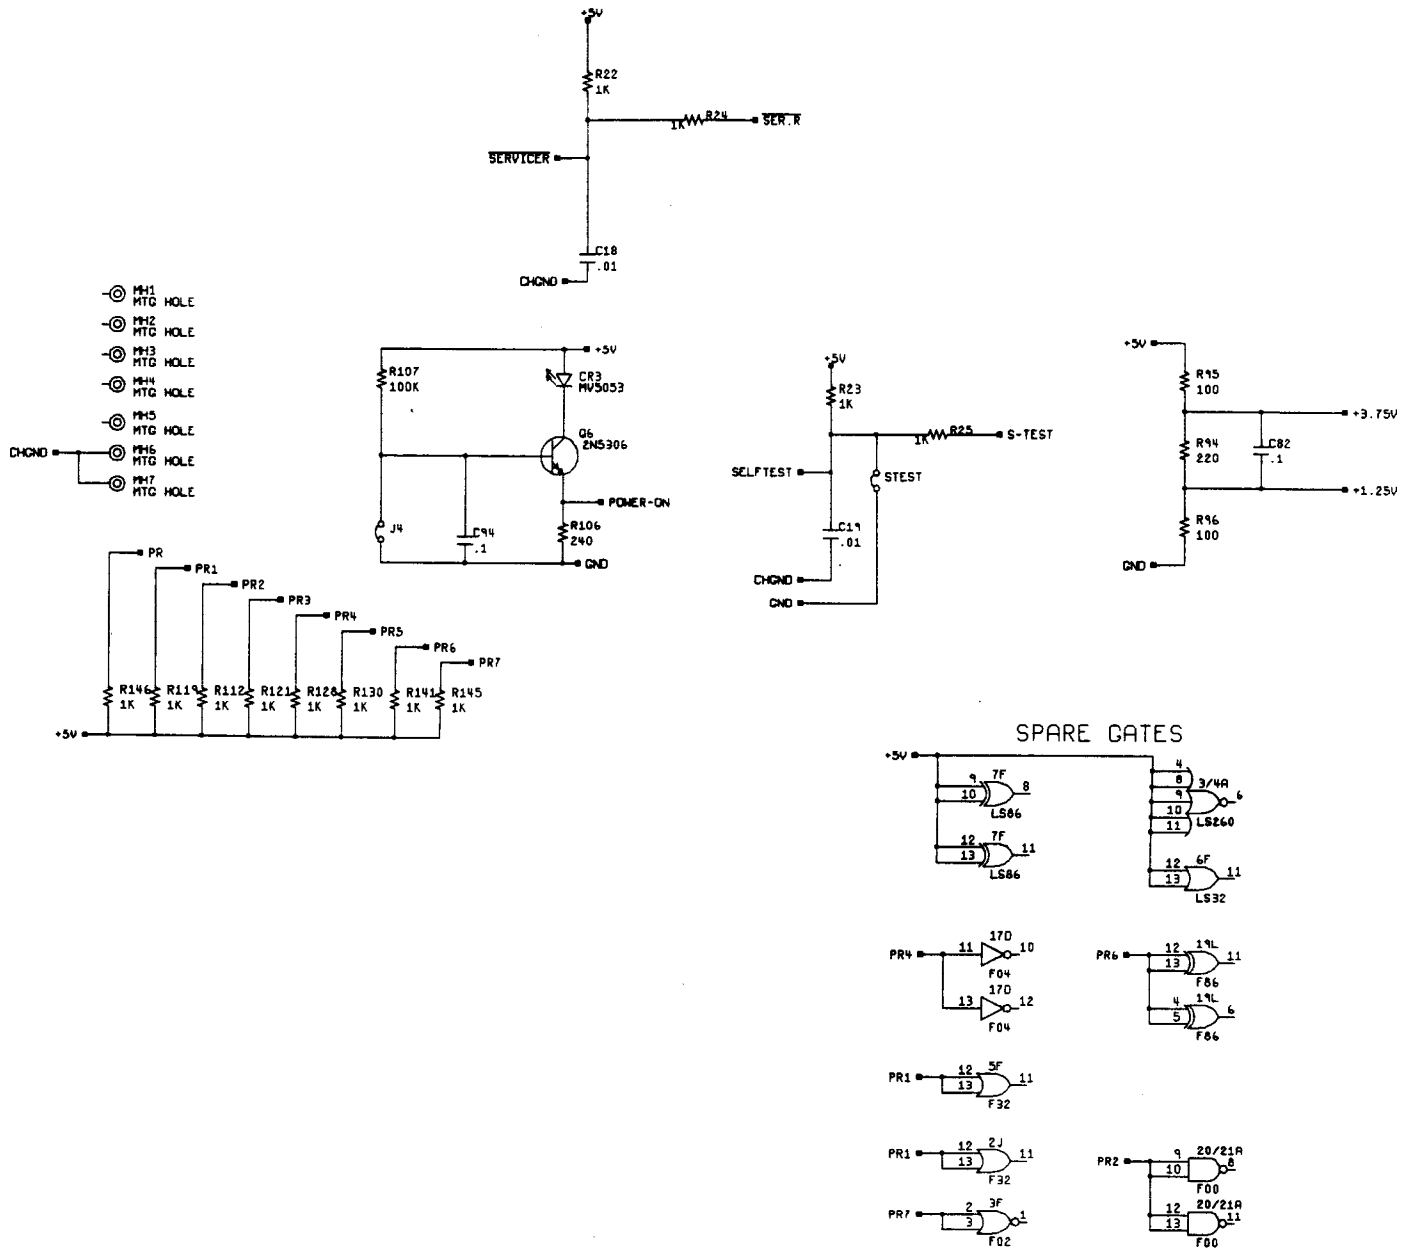 +5V
R22
1K
R24
1K
SER.R
SERVICER
C18
.01
CHGND
MH1
MTG HOLE
MH2
MTG HOLE
MH3
MTG HOLE
MH4
MTG HOLE
MH5
MTG HOLE
CHGND
MH6
MTG HOLE
MH7
MTG HOLE
+5V
R107
100K
CR3
MV5053
Q6
2N5306
POWER-ON
J4
C94
.1
R106
240
GND
+5V
R23
1K
R25
1K
S-TEST
SELFTEST
STEST
C19
.01
CHGND
GND
+5V
R95
100
+3.75V
R94
220
C82
.1
+1.25V
R96
100
GND
PR
PR1
PR2
PR3
PR4
PR5
PR6
PR7
R146
1K
R119
1K
R112
1K
R121
1K
R128
1K
R130
1K
R141
1K
R145
1K
+5V
SPARE GATES
+5V
7F
9
10
8
LS86
7F
12
13
11
LS86
4
8
3/4A
9
6
10
11
LS260
6F
12
13
11
LS32
PR4
17D
11
10
F04
17D
13
12
F04
PR6
19L
12
13
11
F86
19L
4
5
6
F86
PR1
5F
12
13
11
F32
PR1
2J
12
13
11
F32
PR2
20/21A
9
10
8
F00
20/21A
12
13
11
F00
PR7
3F
2
3
1
F02